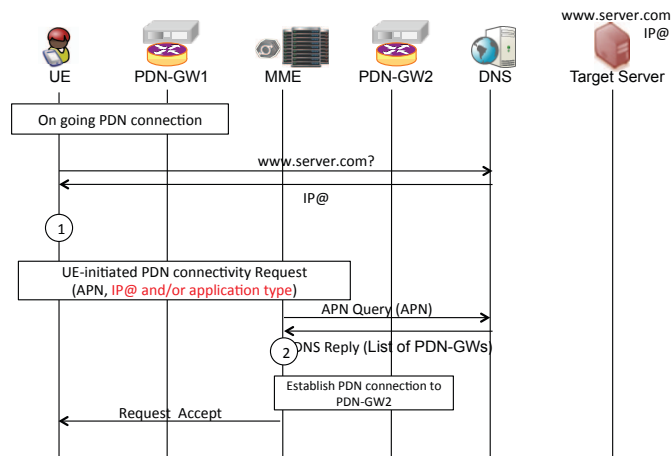 www.server.com
IP@
UE
PDN-GW1
MME
PDN-GW2
DNS
Target Server
On going PDN connection
www.server.com?
IP@
1
UE-initiated PDN connectivity Request
(APN, IP@ and/or application type)
APN Query (APN)
2
DNS Reply (List of PDN-GWs)
Establish PDN connection to
PDN-GW2
Request Accept